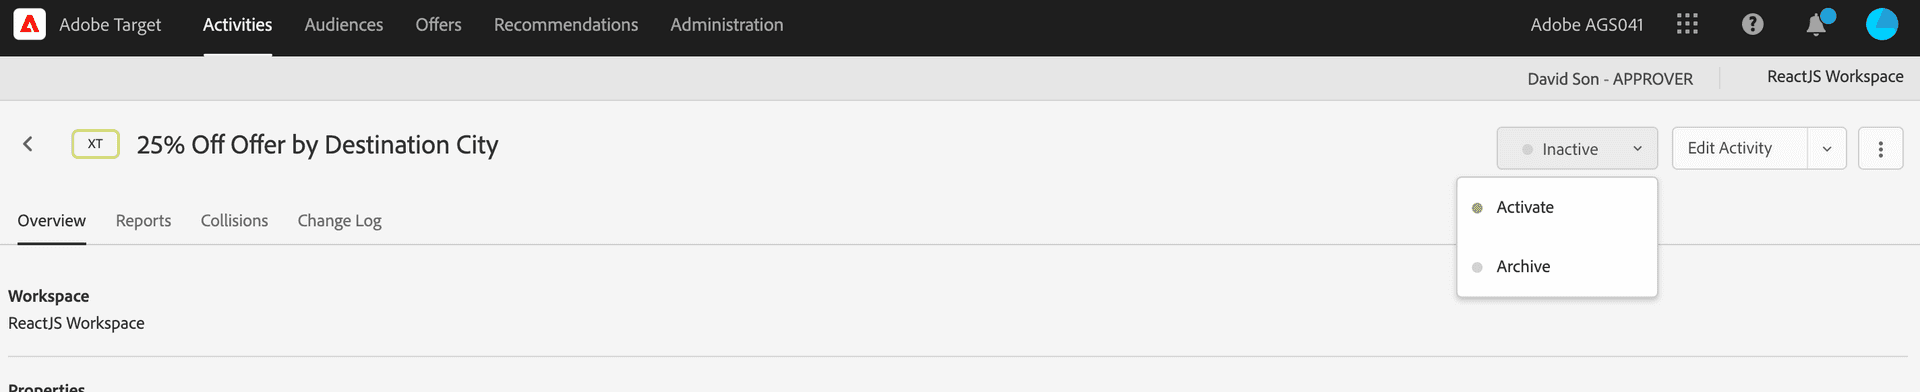 Adobe Target Activities Audiences Offers Recommendations Administration Adobe AGS041
David Son - APPROVER ReactJS Workspace
XT 25% Off Offer by Destination City Inactive Edit Activity
Activate
Archive
Overview Reports Collisions Change Log
Workspace
ReactJS Workspace
Properties